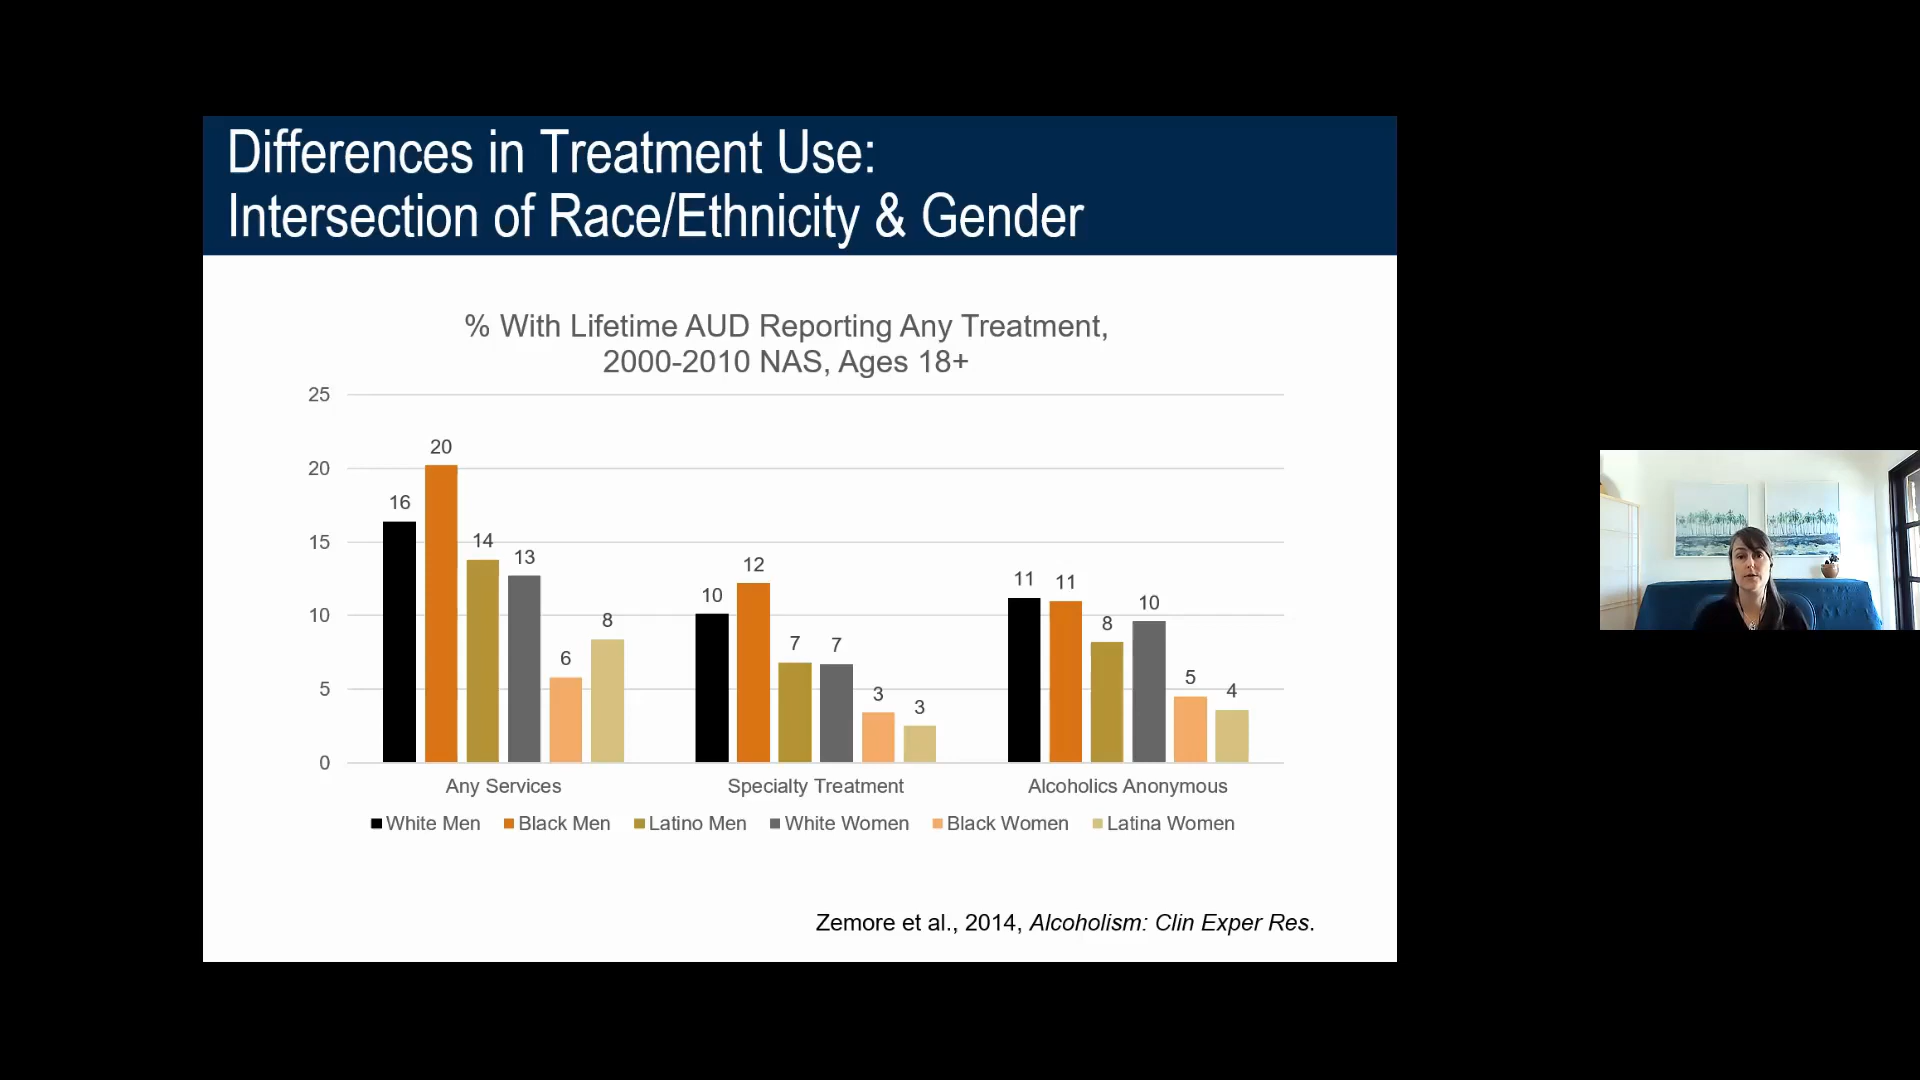 Differences in Treatment Use:
Intersection of Race/Ethnicity & Gender
% With Lifetime AUD Reporting Any Treatment,
2000-2010 NAS, Ages 18+
25
20
15
10
5
0
16
20
14
13
6
8
10
12
7
7
3
3
11
11
8
10
5
4
Any Services
Specialty Treatment
Alcoholics Anonymous
White Men Black Men Latino Men White Women Black Women Latina Women
Zemore et al., 2014, Alcoholism: Clin Exper Res.